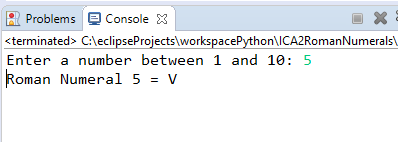 Problems Console
<terminated> C:\eclipseProjects\workspacePython\ICA2RomanNumerals\
Enter a number between 1 and 10: 5
Roman Numeral 5 = V